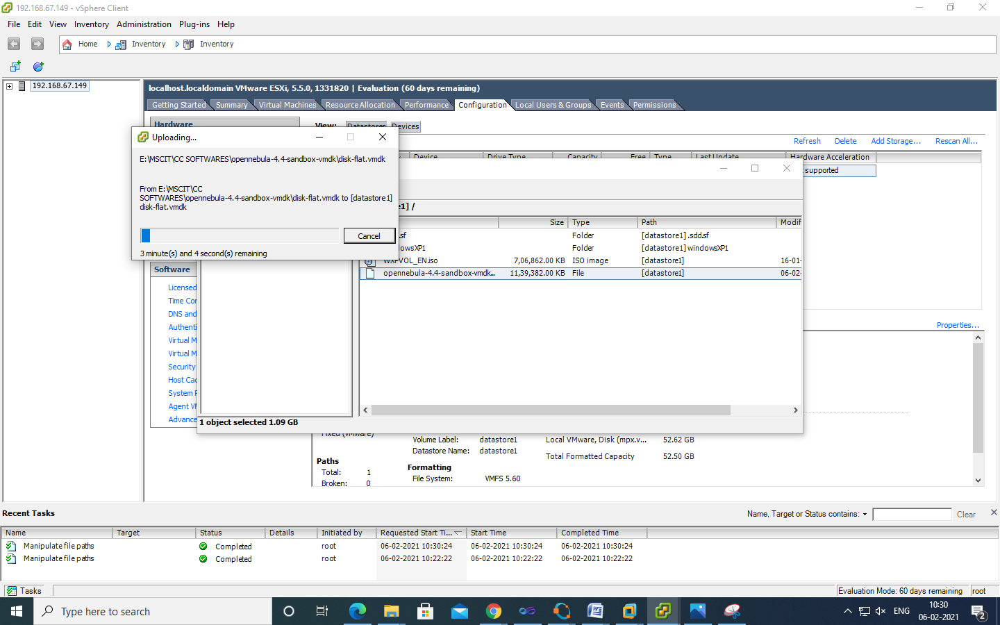 192.168.67.149 - vSphere Client
File Edit View Inventory Administration Plug-ins Help
Home Inventory Inventory
192.168.67.149
localhost.localdomain VMware ESXi, 5.5.0, 1331820 | Evaluation (60 days remaining)
Getting Started Summary Virtual Machines Resource Allocation Performance Configuration Local Users & Groups Events Permissions
Hardware
View: Datastores Devices
Refresh Delete Add Storage... Rescan All...
Device Drive Type Capacity Free Type Last Update Hardware Acceleration
supported
Uploading...
E:\MSCIT\CC SOFTWARES\opennebula-4.4-sandbox-vmdk\disk-flat.vmdk
From E:\MSCIT\CC
SOFTWARES\opennebula-4.4-sandbox-vmdk\disk-flat.vmdk to [datastore1]
disk-flat.vmdk
Cancel
3 minute(s) and 4 second(s) remaining
e1] /
Size Type Path Modif
.sf Folder [datastore1] .sdd.sf
dowsXP1 Folder [datastore1] windowsXP1
WXPVOL_EN.iso 7,06,862.00 KB ISO image [datastore1] 16-01-
opennebula-4.4-sandbox-vmdk... 11,39,382.00 KB File [datastore1] 06-02-
1 object selected 1.09 GB
Software
Licensed
Time Cor
DNS and
Authenti
Virtual M
Virtual M
Security
Host Cac
System R
Agent VM
Advance
Properties...
Fixed (VMware)
Volume Label: datastore1 Local VMware, Disk (mpx.v... 52.62 GB
Datastore Name: datastore1
Total Formatted Capacity 52.50 GB
Paths
Total: 1
Broken: 0
Formatting
File System: VMFS 5.60
Recent Tasks
Name, Target or Status contains: Clear
Name Target Status Details Initiated by Requested Start Ti... Start Time Completed Time
Manipulate file paths Completed root 06-02-2021 10:30:24 06-02-2021 10:30:24 06-02-2021 10:30:24
Manipulate file paths Completed root 06-02-2021 10:22:22 06-02-2021 10:22:22 06-02-2021 10:22:22
Tasks Evaluation Mode: 60 days remaining root
Type here to search
ENG
10:30
06-02-2021
2